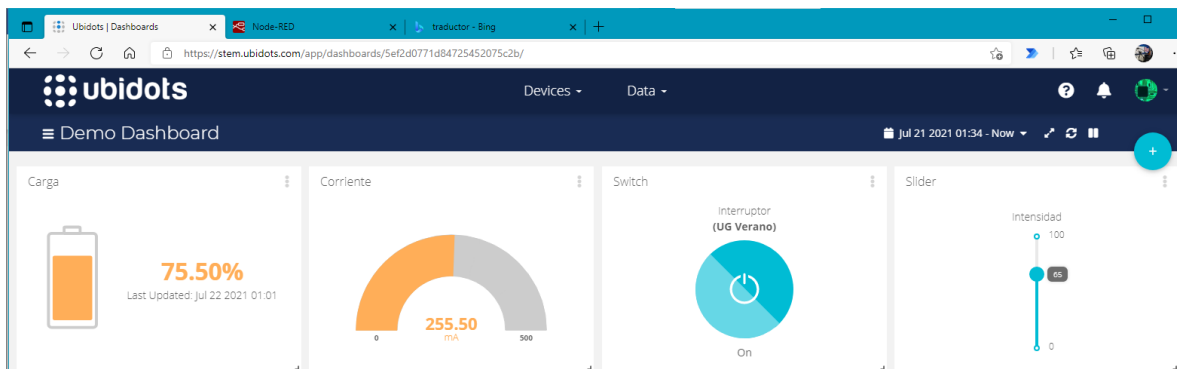 Ubidots | Dashboards
Node-RED
traductor - Bing
https://stem.ubidots.com/app/dashboards/5ef2d0771d84725452075c2b/
ubidots
Devices
Data
Demo Dashboard
Jul 21 2021 01:34 - Now
Carga
75.50%
Last Updated: Jul 22 2021 01:01
Corriente
255.50
mA
0
500
Switch
Interruptor
(UG Verano)
On
Slider
Intensidad
100
65
0